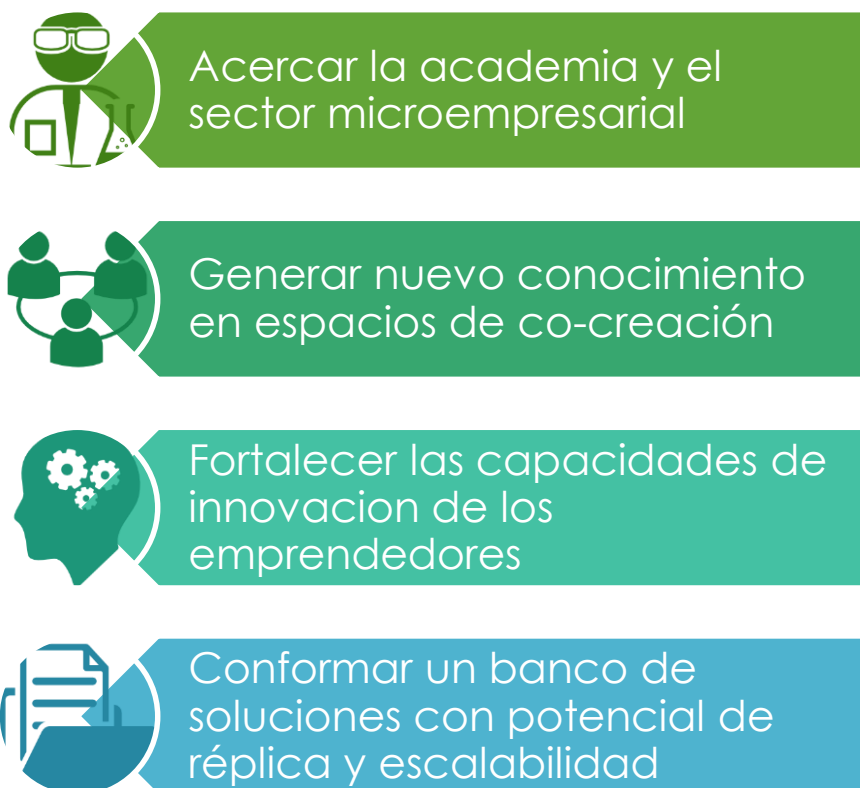 Acercar la academia y el
sector microempresarial
Generar nuevo conocimiento
en espacios de co-creación
Fortalecer las capacidades de
innovacion de los
emprendedores
Conformar un banco de
soluciones con potencial de
réplica y escalabilidad